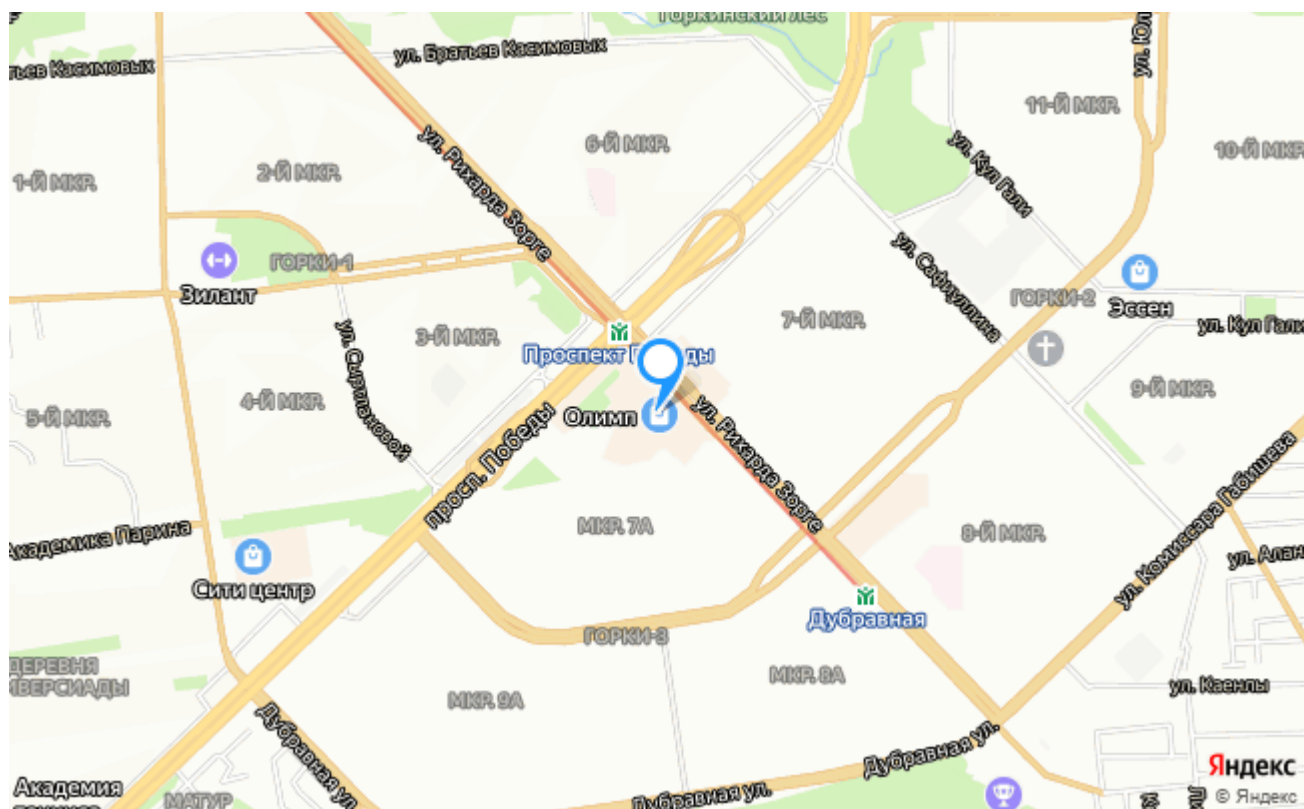 Горкинский Лес
ул. Братьев Касимовых
тьев Касимовых
ул. Юл
11-Й МКР.
6-Й МКР.
10-Й МКР.
2-Й МКР.
1-Й МКР.
ул. Рихарда Зорге
ул. Кул Гали
ул. Сафиуллина
ГОРКИ-1
Зилант
ГОРКИ-2
Эссен
ул. Кул Гали
3-Й МКР.
7-Й МКР.
ул. Сыртлановой
Проспект Победы
9-Й МКР.
4-Й МКР.
5-Й МКР.
Олимп
ул. Рихарда Зорге
просп. Победы
ул. Комиссара Габишева
Академика Парина
МКР. 7А
8-Й МКР.
ул. Алан
Сити центр
Дубравная
ГОРКИ-3
ДЕРЕВНЯ
ИВЕРСИАДЫ
МКР. 8А
МКР. 9А
ул. Каенлы
Дубравная ул.
Дубравная ул.
Дубравная ул.
Яндекс
Академия
тенниса
МАТУР
© Яндекс